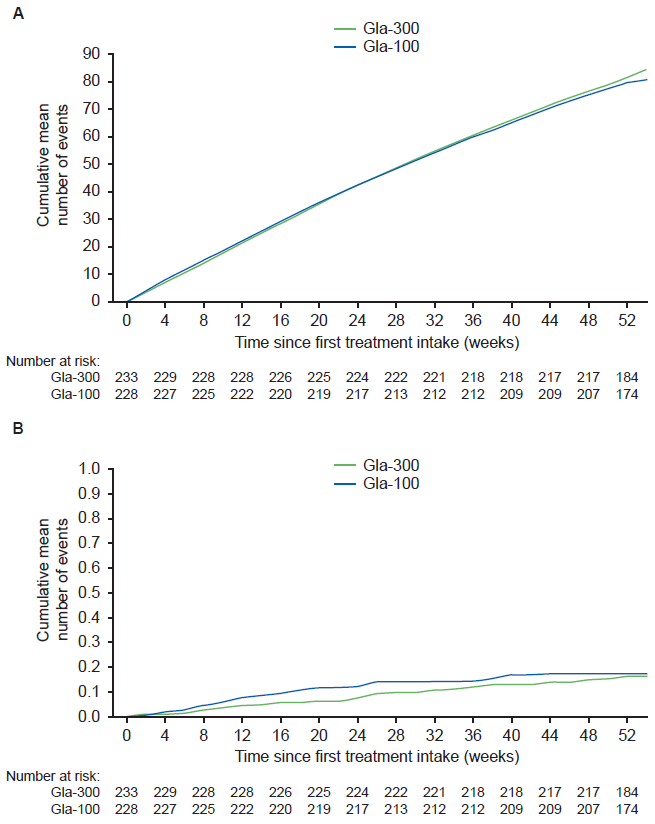 A
Gla-300
Gla-100
Cumulative mean
number of events
90
80
70
60
50
40
30
20
10
0
0 4 8 12 16 20 24 28 32 36 40 44 48 52
Time since first treatment intake (weeks)
Number at risk:
Gla-300 233 229 228 228 226 225 224 222 221 218 218 217 217 184
Gla-100 228 227 225 222 220 219 217 213 212 212 209 209 207 174
B
Gla-300
Gla-100
Cumulative mean
number of events
1.0
0.9
0.8
0.7
0.6
0.5
0.4
0.3
0.2
0.1
0.0
0 4 8 12 16 20 24 28 32 36 40 44 48 52
Time since first treatment intake (weeks)
Number at risk:
Gla-300 233 229 228 228 226 225 224 222 221 218 218 217 217 184
Gla-100 228 227 225 222 220 219 217 213 212 212 209 209 207 174